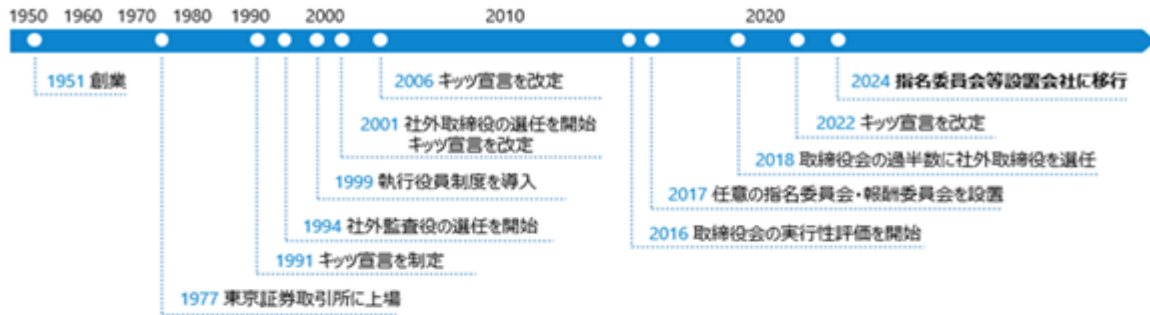 1950 1960 1970 1980 1990 2000 2010 2020
1951 創業
2006 キッツ宣言を改定
2024 指名委員会等設置会社に移行
2001 社外取締役の選任を開始
キッツ宣言を改定
2022 キッツ宣言を改定
2018 取締役会の過半数に社外取締役を選任
1999 執行役員制度を導入
2017 任意の指名委員会・報酬委員会を設置
1994 社外監査役の選任を開始
2016 取締役会の実行性評価を開始
1991 キッツ宣言を制定
1977 東京証券取引所に上場